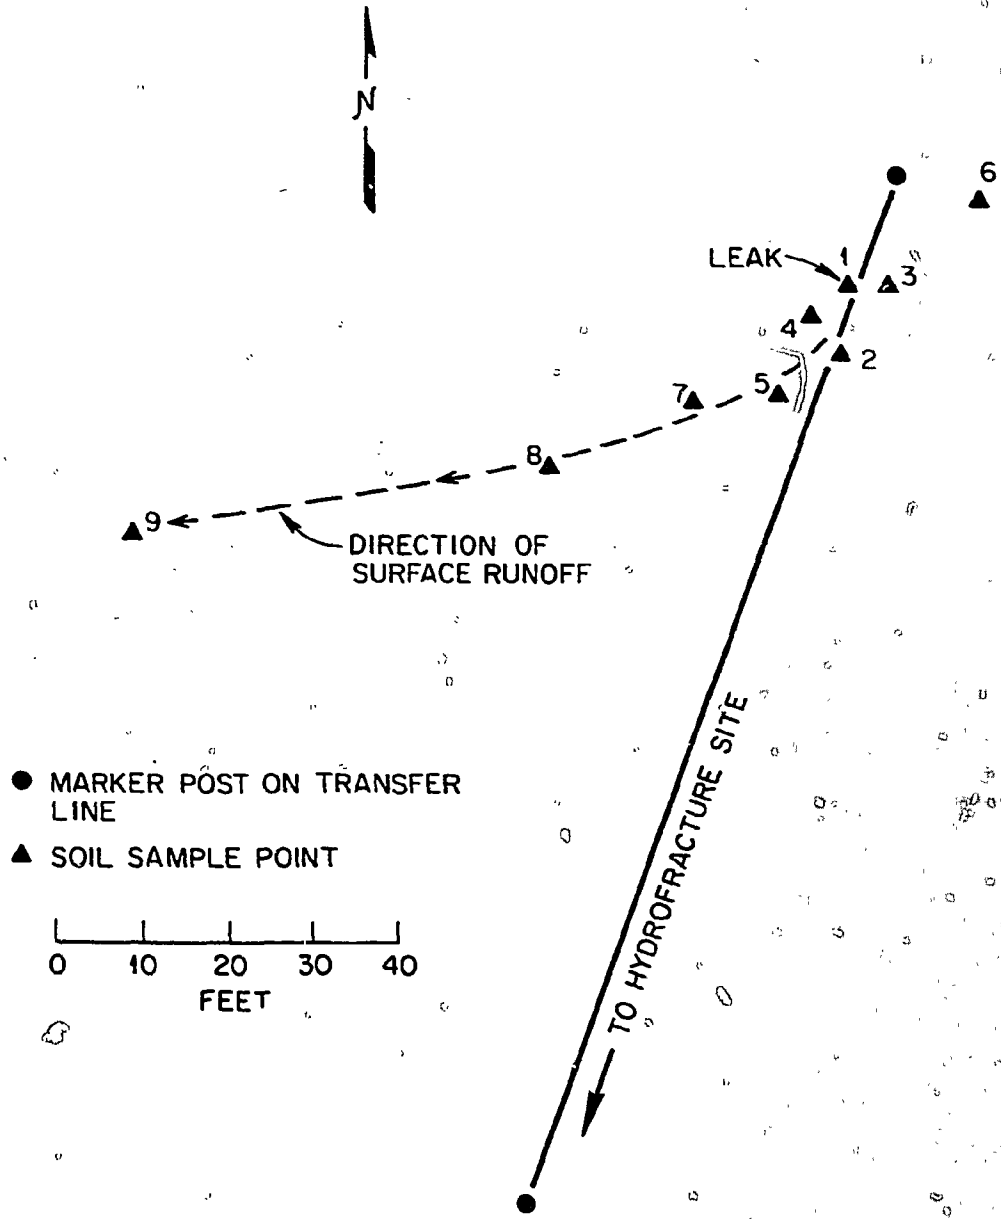 N
6
LEAK
1
3
4
2
5
7
8
9
DIRECTION OF
SURFACE RUNOFF
TO HYDROFRACTURE SITE
MARKER POST ON TRANSFER
LINE
SOIL SAMPLE POINT
0 10 20 30 40
FEET